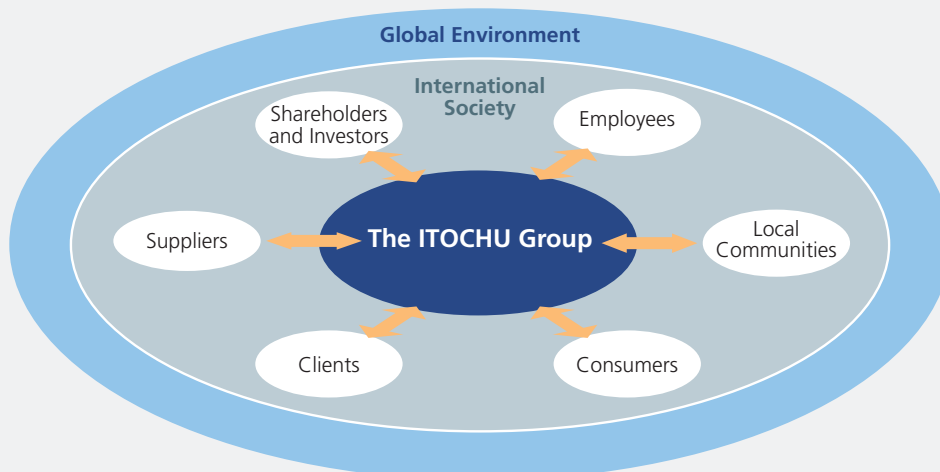 Global Environment
International
Society
Shareholders
and Investors
Employees
Suppliers
The ITOCHU Group
Local
Communities
Clients
Consumers